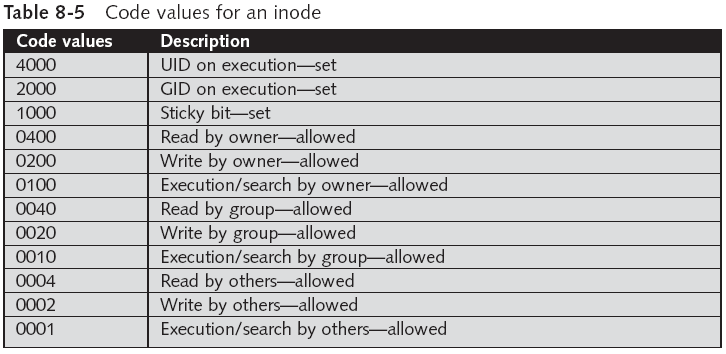 Table 8-5 Code values for an inode
Code values Description
4000 UID on execution—set
2000 GID on execution—set
1000 Sticky bit—set
0400 Read by owner—allowed
0200 Write by owner—allowed
0100 Execution/search by owner—allowed
0040 Read by group—allowed
0020 Write by group—allowed
0010 Execution/search by group—allowed
0004 Read by others—allowed
0002 Write by others—allowed
0001 Execution/search by others—allowed